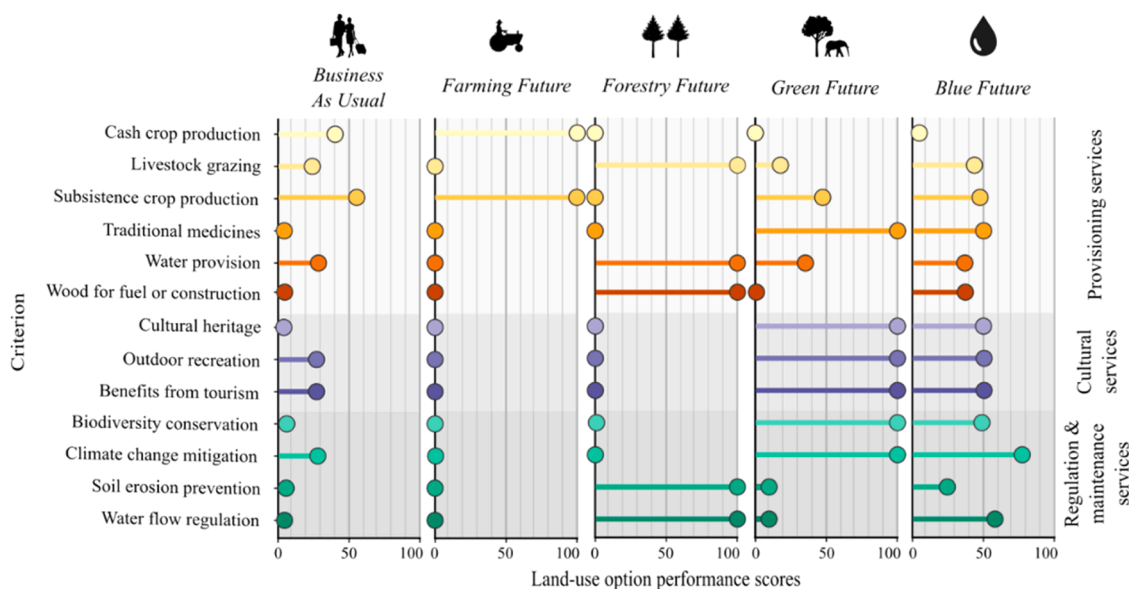 Business
As Usual
Farming Future
Forestry Future
Green Future
Blue Future
Criterion
Cash crop production
Livestock grazing
Subsistence crop production
Traditional medicines
Water provision
Wood for fuel or construction
Cultural heritage
Outdoor recreation
Benefits from tourism
Biodiversity conservation
Climate change mitigation
Soil erosion prevention
Water flow regulation
Provisioning services
Cultural
services
Regulation &
maintenance
services
0 50 100 0 50 100 0 50 100 0 50 100 0 50 100
Land-use option performance scores